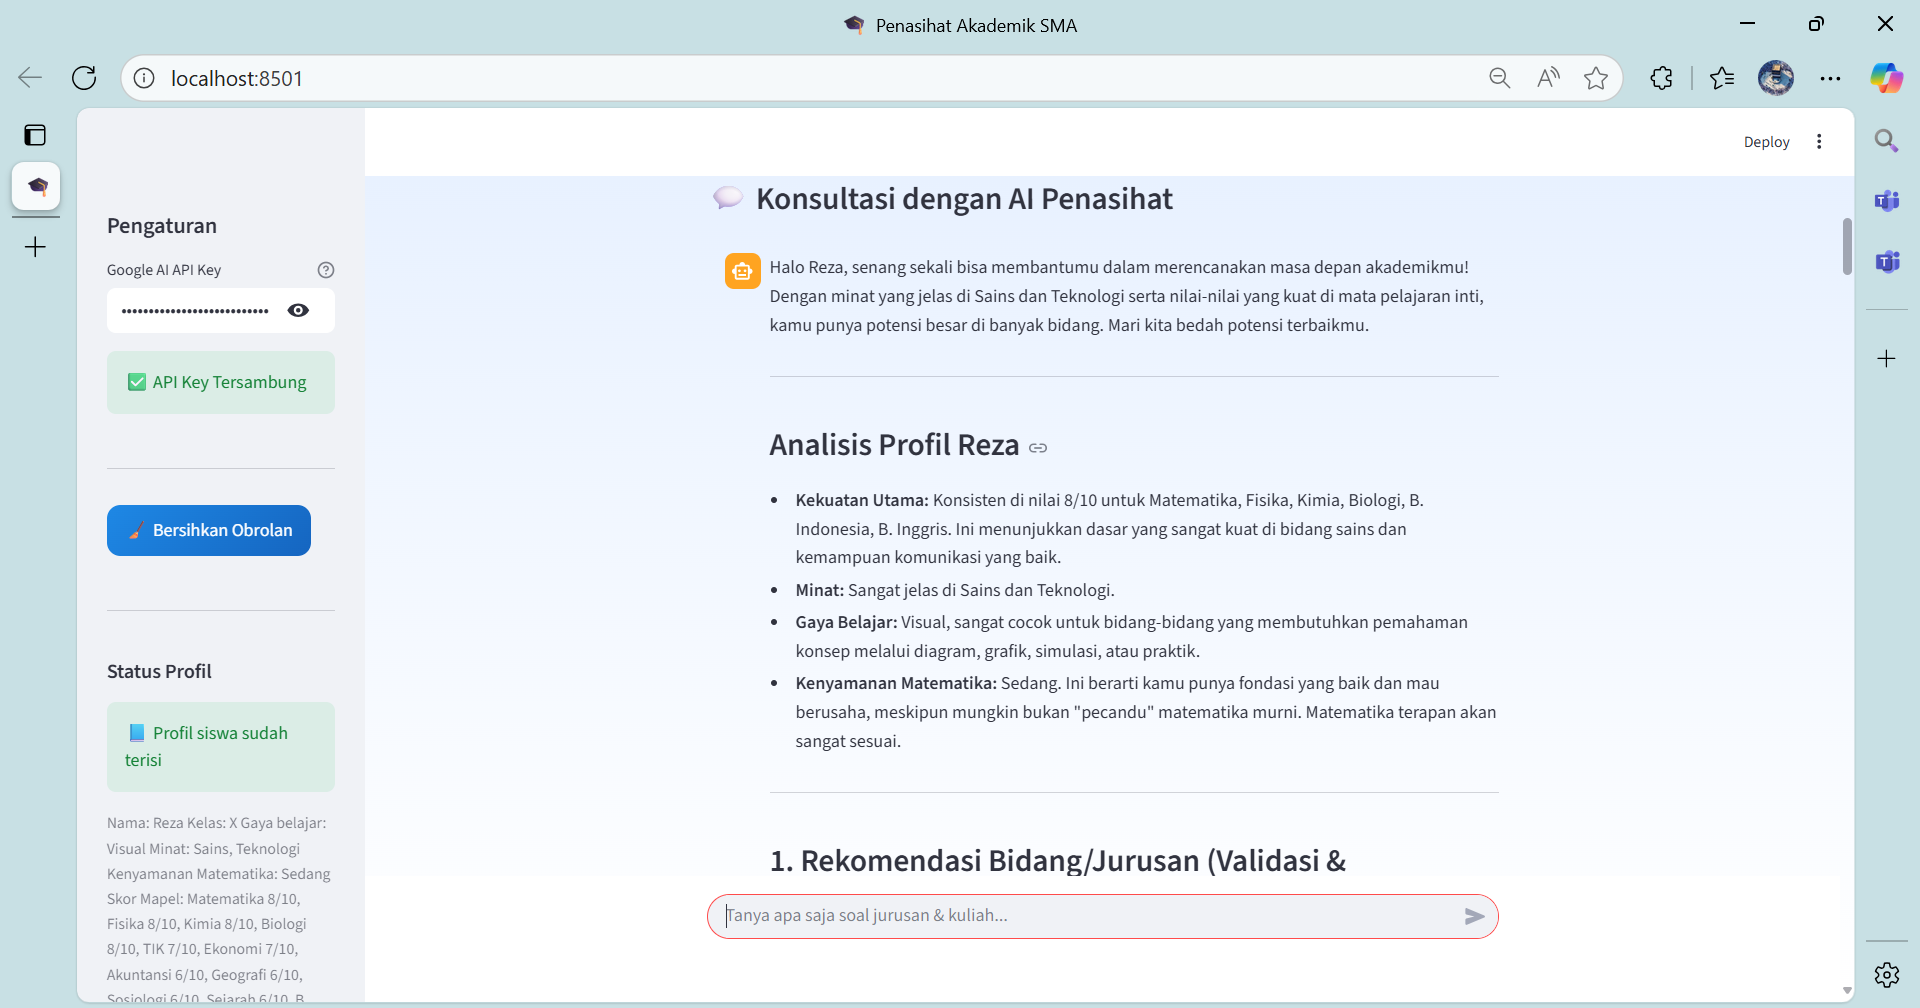 Penasihat Akademik SMA
localhost:8501
Deploy
Pengaturan
Google AI API Key
✅ API Key Tersambung
Bersihkan Obrolan
Status Profil
Profil siswa sudah
terisi
Nama: Reza Kelas: X Gaya belajar:
Visual Minat: Sains, Teknologi
Kenyamanan Matematika: Sedang
Skor Mapel: Matematika 8/10,
Fisika 8/10, Kimia 8/10, Biologi
8/10, TIK 7/10, Ekonomi 7/10,
Akuntansi 6/10, Geografi 6/10,
Sosiologi 6/10, Sejarah 6/10, B.
Konsultasi dengan AI Penasihat
Halo Reza, senang sekali bisa membantumu dalam merencanakan masa depan akademikmu!
Dengan minat yang jelas di Sains dan Teknologi serta nilai-nilai yang kuat di mata pelajaran inti,
kamu punya potensi besar di banyak bidang. Mari kita bedah potensi terbaikmu.
Analisis Profil Reza
• Kekuatan Utama: Konsisten di nilai 8/10 untuk Matematika, Fisika, Kimia, Biologi, B.
Indonesia, B. Inggris. Ini menunjukkan dasar yang sangat kuat di bidang sains dan
kemampuan komunikasi yang baik.
• Minat: Sangat jelas di Sains dan Teknologi.
• Gaya Belajar: Visual, sangat cocok untuk bidang-bidang yang membutuhkan pemahaman
konsep melalui diagram, grafik, simulasi, atau praktik.
• Kenyamanan Matematika: Sedang. Ini berarti kamu punya fondasi yang baik dan mau
berusaha, meskipun mungkin bukan "pecandu" matematika murni. Matematika terapan akan
sangat sesuai.
1. Rekomendasi Bidang/Jurusan (Validasi &
Tanya apa saja soal jurusan & kuliah...